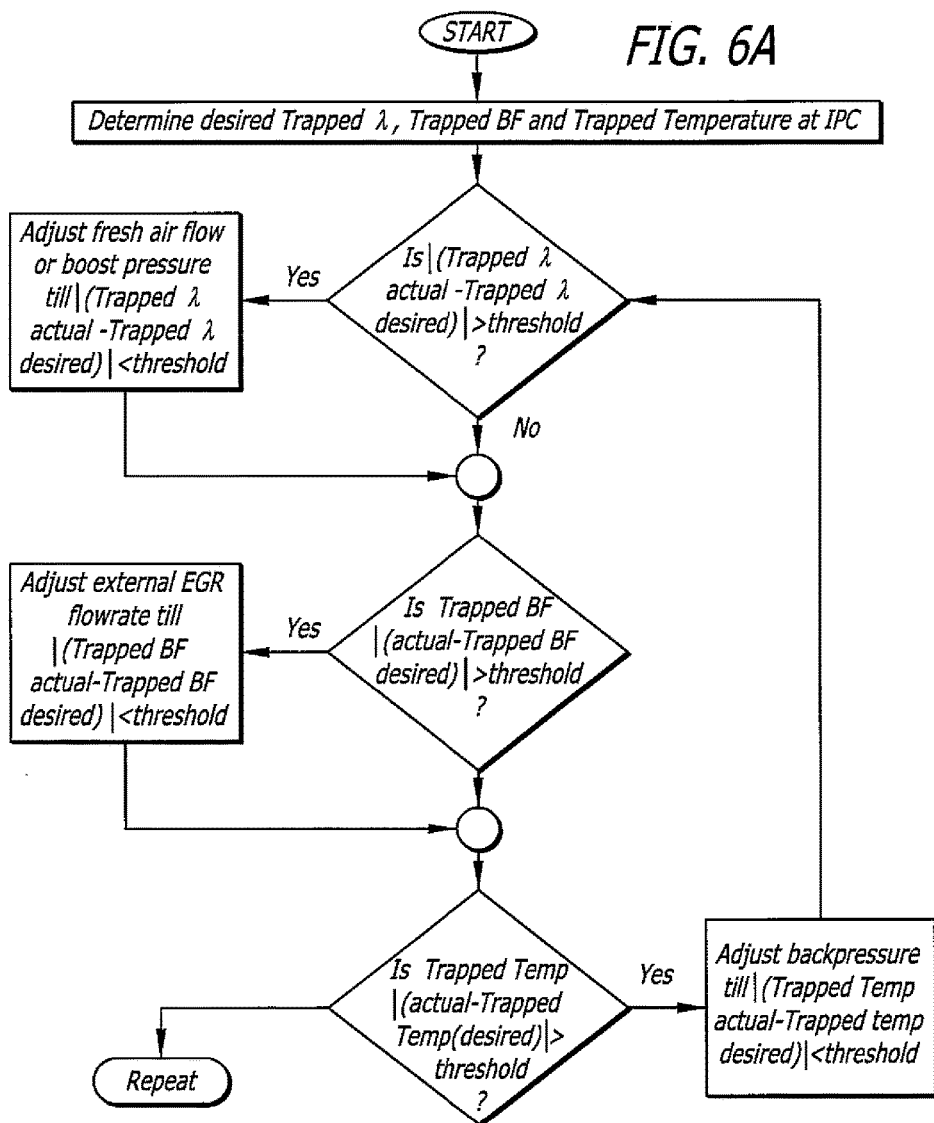 START
FIG. 6A
Determine desired Trapped λ, Trapped BF and Trapped Temperature at IPC
Adjust fresh air flow
or boost pressure
till|(Trapped λ
actual -Trapped λ
desired)|<threshold
Yes
Is|(Trapped λ
actual -Trapped λ
desired)|>threshold
?
No
Adjust external EGR
flowrate till
|(Trapped BF
actual-Trapped BF
desired)|<threshold
Yes
Is Trapped BF
|(actual-Trapped BF
desired)|>threshold
?
Is Trapped Temp
|(actual-Trapped
Temp(desired)|>
threshold
?
Yes
Adjust backpressure
till|(Trapped Temp
actual-Trapped temp
desired)|<threshold
Repeat